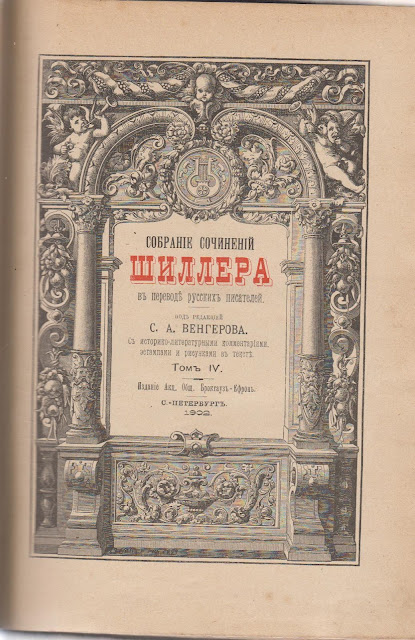 СОБРАНІЕ СОЧИНЕНІЙ
ШИЛЛЕРА
въ переводѣ русскихъ писателей.
ПОДЪ РЕДАКЦІЕЙ
С. А. ВЕНГЕРОВА.
Съ историко-литературными комментаріями,
эстампами и рисунками въ текстѣ.
Томъ IV.
Изданіе Акц. Общ. Брокгаузъ-Ефронъ.
С.-ПЕТЕРБУРГЪ.
1902.